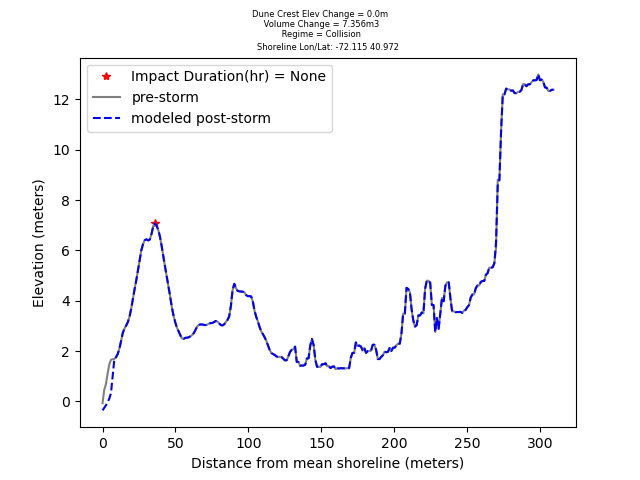 Dune Crest Elev Change = 0.0m
Volume Change = 7.356m3
Regime = Collision
Shoreline Lon/Lat: -72.115 40.972
Impact Duration(hr) = None
pre-storm
modeled post-storm
Elevation (meters)
12
10
8
6
4
2
0
0 50 100 150 200 250 300
Distance from mean shoreline (meters)